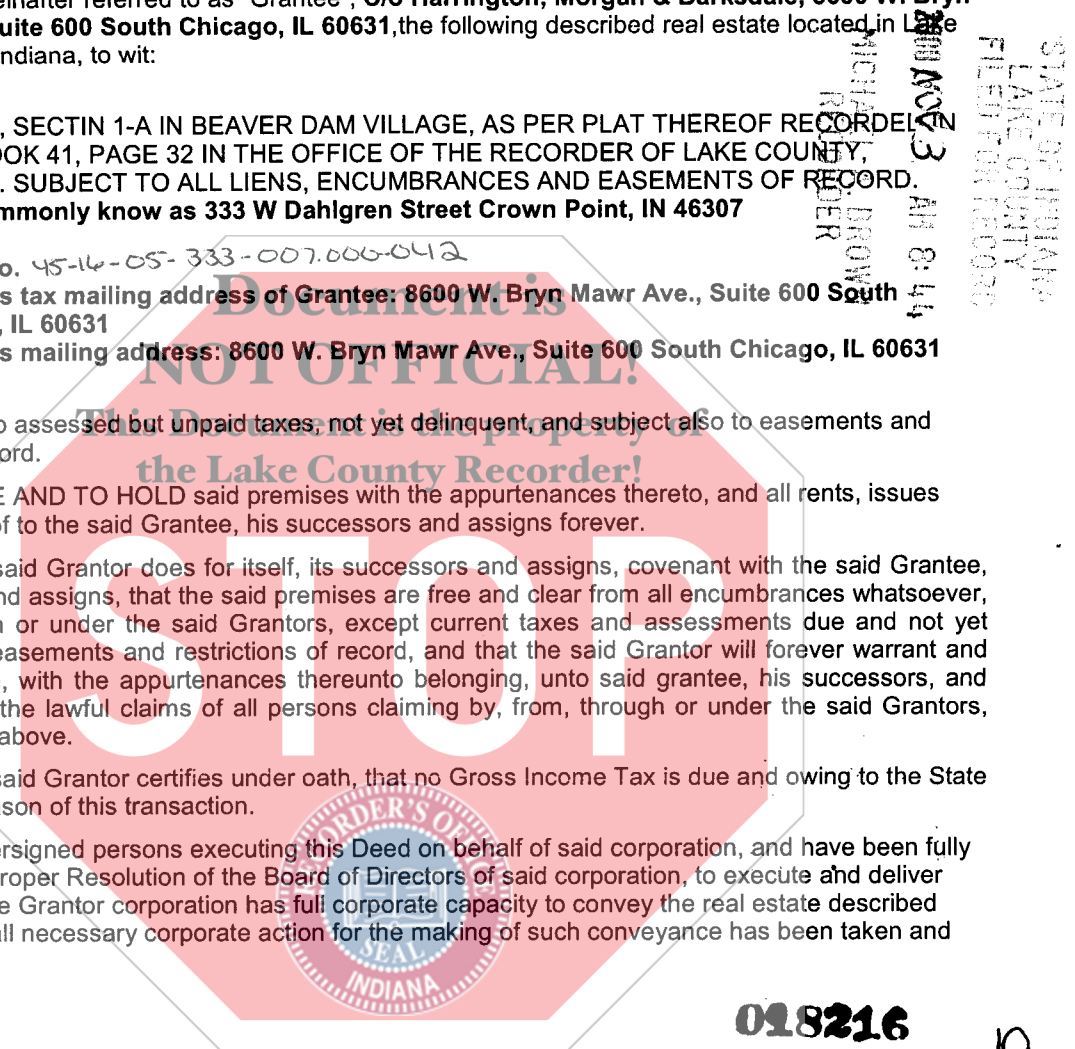 einafter referred to as "Grantee", C/O Harrington, Morgan & Barksdale, 8600 W. Bryn
uite 600 South Chicago, IL 60631,the following described real estate located in Lake
ndiana, to wit:
, SECTIN 1-A IN BEAVER DAM VILLAGE, AS PER PLAT THEREOF RECORDED IN
OOK 41, PAGE 32 IN THE OFFICE OF THE RECORDER OF LAKE COUNTY,
. SUBJECT TO ALL LIENS, ENCUMBRANCES AND EASEMENTS OF RECORD.
mmonly know as 333 W Dahlgren Street Crown Point, IN 46307
o. 45-16-05-333-007.000-042
s tax mailing address of Grantee: 8600 W. Bryn Mawr Ave., Suite 600 South
, IL 60631
s mailing address: 8600 W. Bryn Mawr Ave., Suite 600 South Chicago, IL 60631
o assessed but unpaid taxes, not yet delinquent, and subject also to easements and
ord.
E AND TO HOLD said premises with the appurtenances thereto, and all rents, issues
of to the said Grantee, his successors and assigns forever.
said Grantor does for itself, its successors and assigns, covenant with the said Grantee,
nd assigns, that the said premises are free and clear from all encumbrances whatsoever,
n or under the said Grantors, except current taxes and assessments due and not yet
easements and restrictions of record, and that the said Grantor will forever warrant and
, with the appurtenances thereunto belonging, unto said grantee, his successors, and
the lawful claims of all persons claiming by, from, through or under the said Grantors,
above.
said Grantor certifies under oath, that no Gross Income Tax is due and owing to the State
son of this transaction.
ersigned persons executing this Deed on behalf of said corporation, and have been fully
roper Resolution of the Board of Directors of said corporation, to execute and deliver
e Grantor corporation has full corporate capacity to convey the real estate described
ll necessary corporate action for the making of such conveyance has been taken and
018216
Document is
NOT OFFICIAL!
This Document is the property of
the Lake County Recorder!
STOP
RECORDER'S OFFICE
SEAL
INDIANA
STATE OF INDIANA
LAKE COUNTY
FILED FOR RECORD
NOV 3 AM 8:44
MICHAEL BROWN
RECORDER